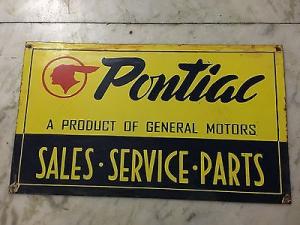 Pontiac
A PRODUCT OF GENERAL MOTORS
SALES · SERVICE · PARTS